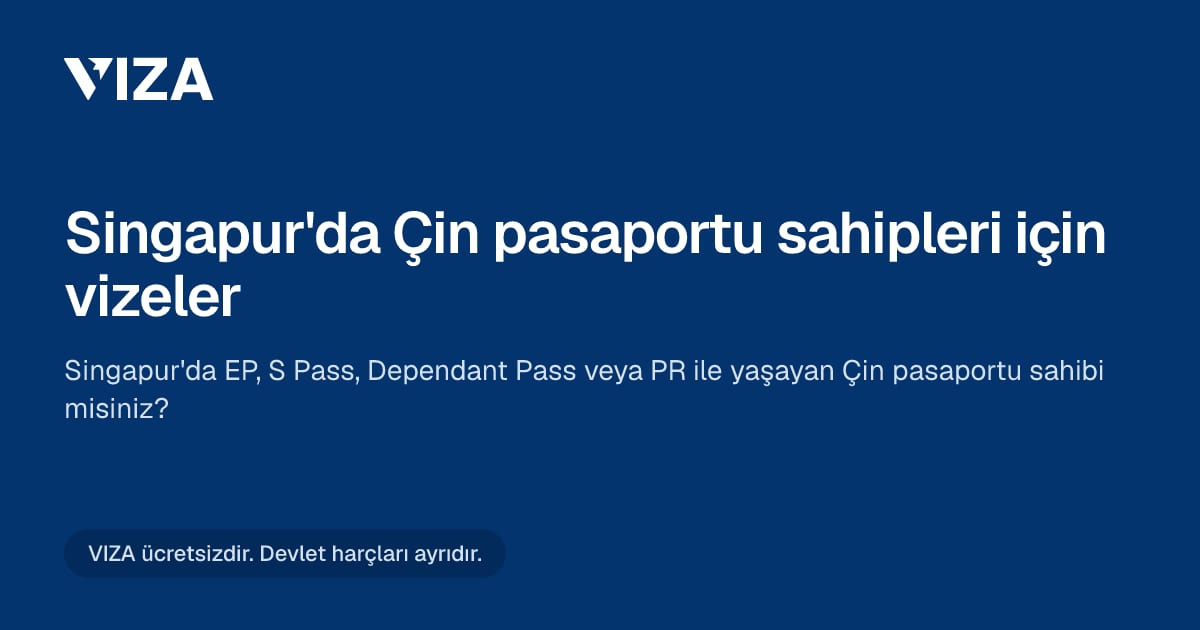 VIZA
Singapur'da Çin pasaportu sahipleri için
vizeler
Singapur'da EP, S Pass, Dependant Pass veya PR ile yaşayan Çin pasaportu sahibi
misiniz?
VIZA ücretsizdir. Devlet harçları ayrıdır.